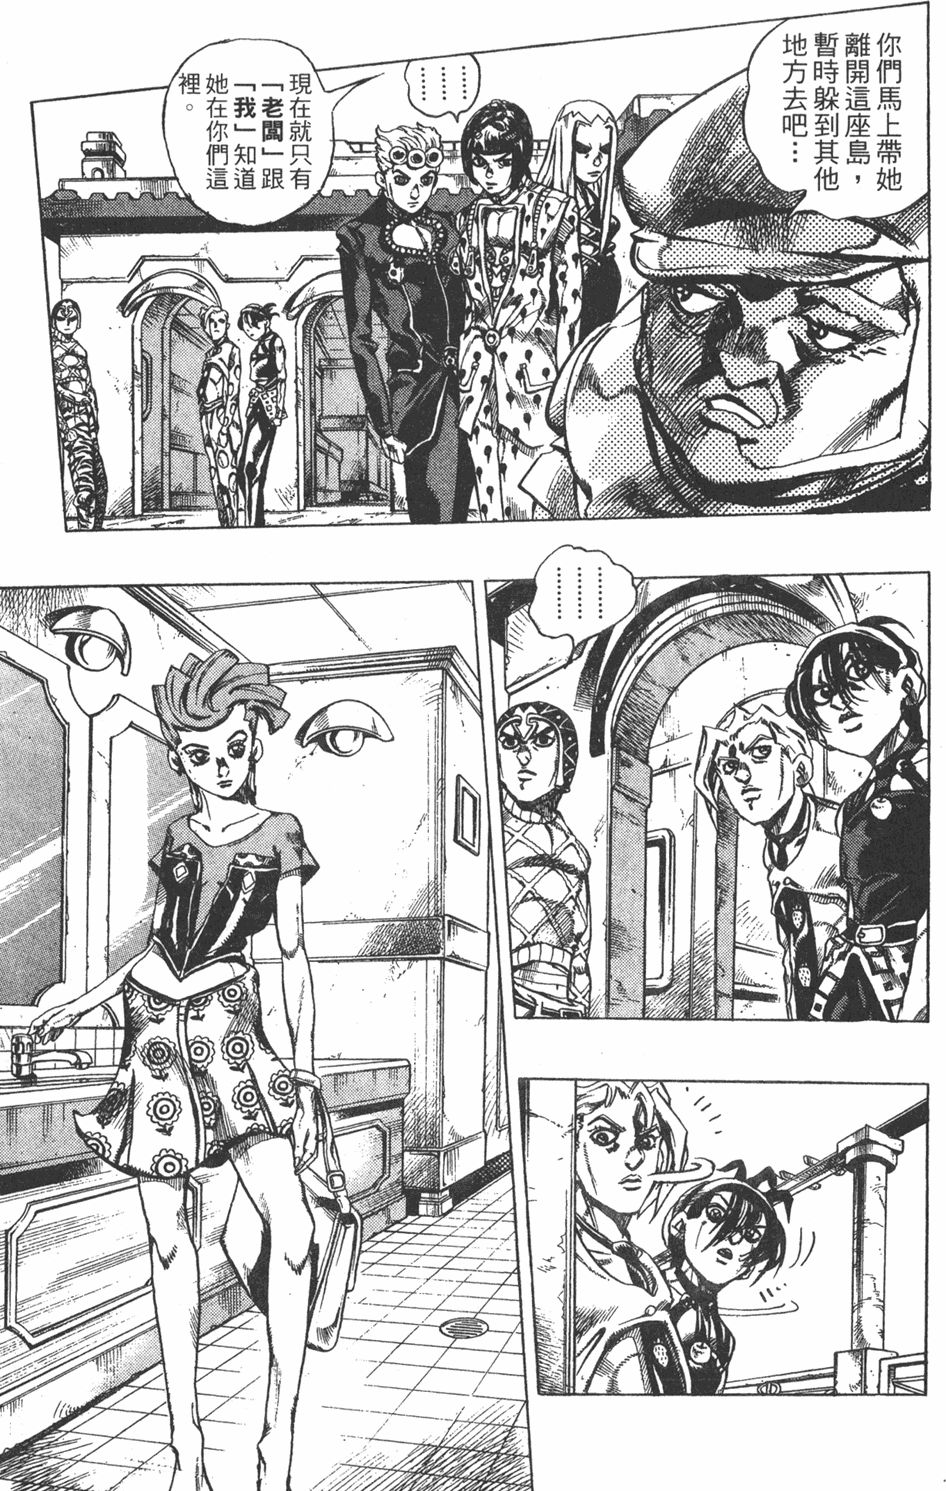 你們馬上帶她
離開這座島，
暫時躲到其他
地方去吧…
………
………
現在就只有
「老闆」跟
「我」知道
她在你們這
裡。
………
………